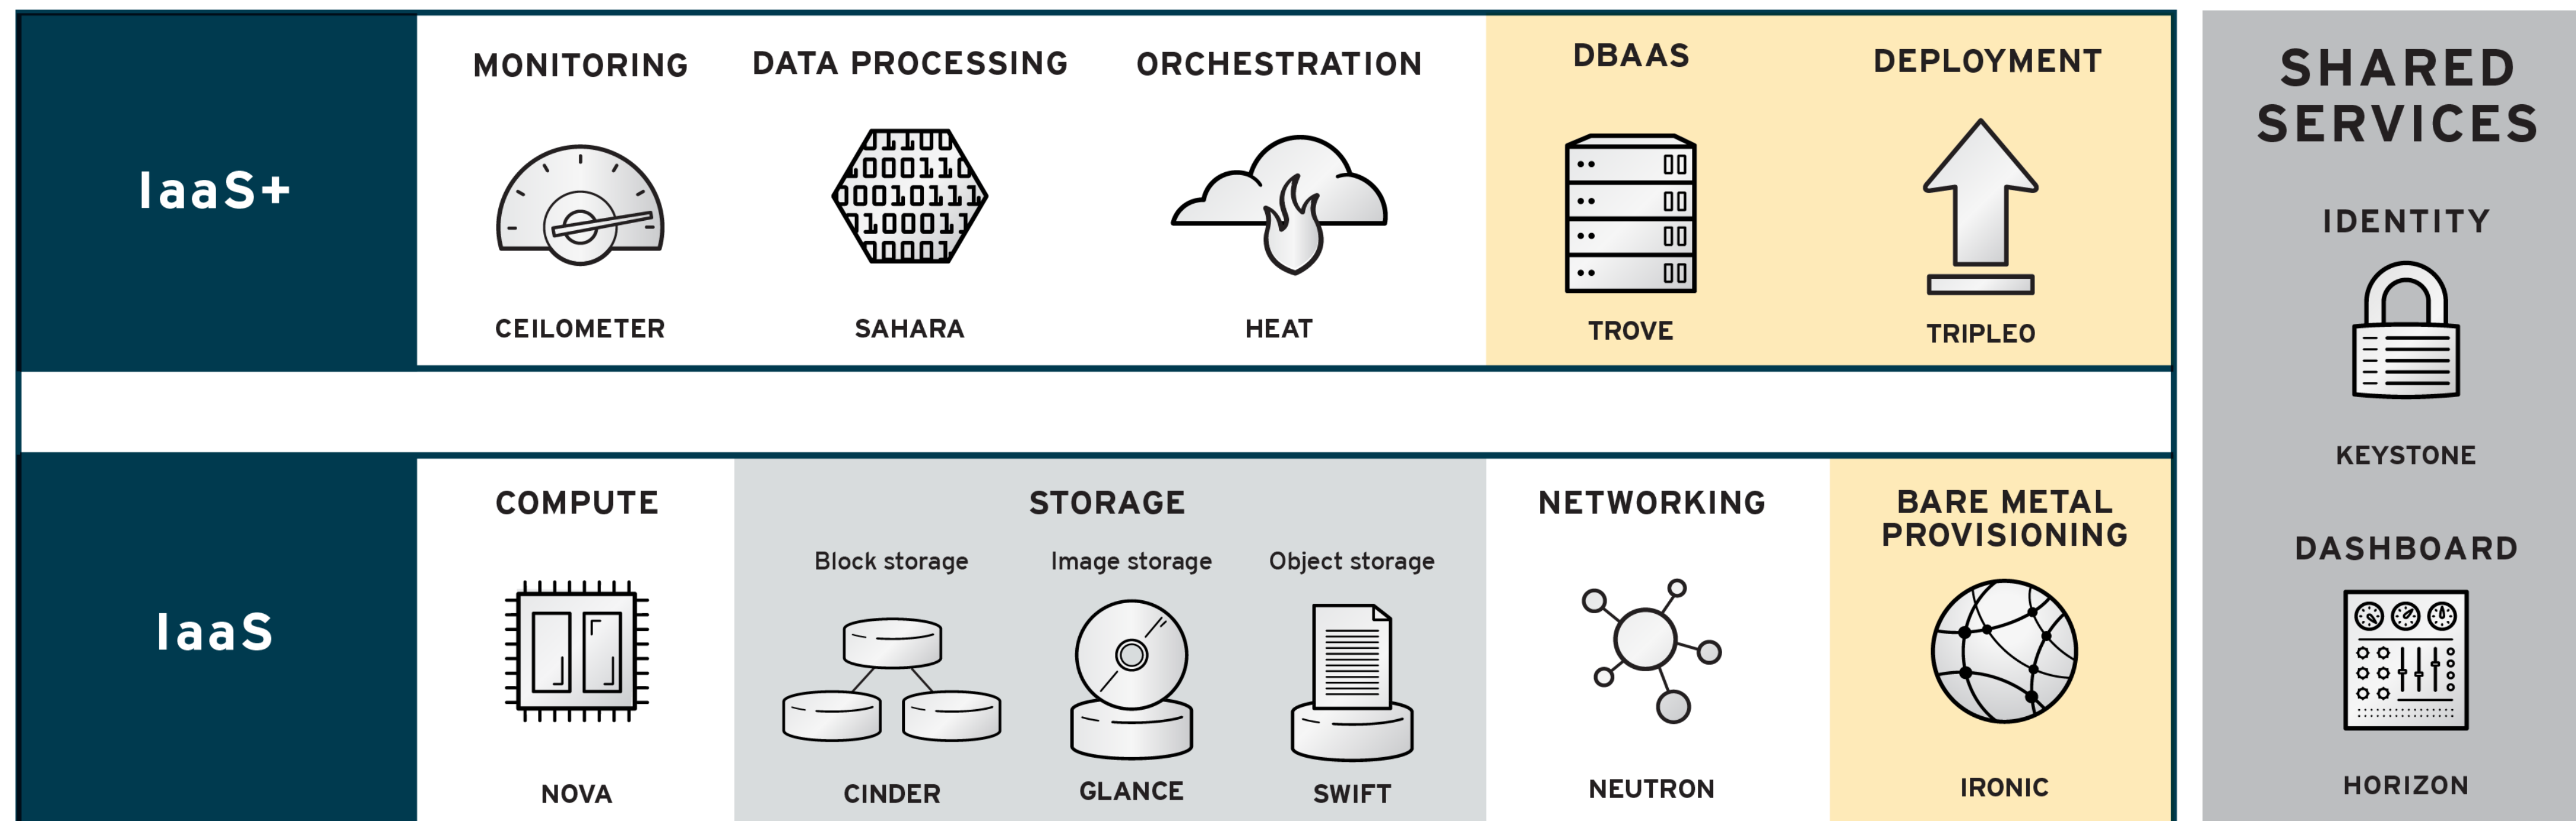 IaaS+
MONITORING
CEILOMETER
DATA PROCESSING
SAHARA
ORCHESTRATION
HEAT
DBAAS
TROVE
DEPLOYMENT
TRIPLEO
IaaS
COMPUTE
NOVA
STORAGE
Block storage
CINDER
Image storage
GLANCE
Object storage
SWIFT
NETWORKING
NEUTRON
BARE METAL
PROVISIONING
IRONIC
SHARED
SERVICES
IDENTITY
KEYSTONE
DASHBOARD
HORIZON